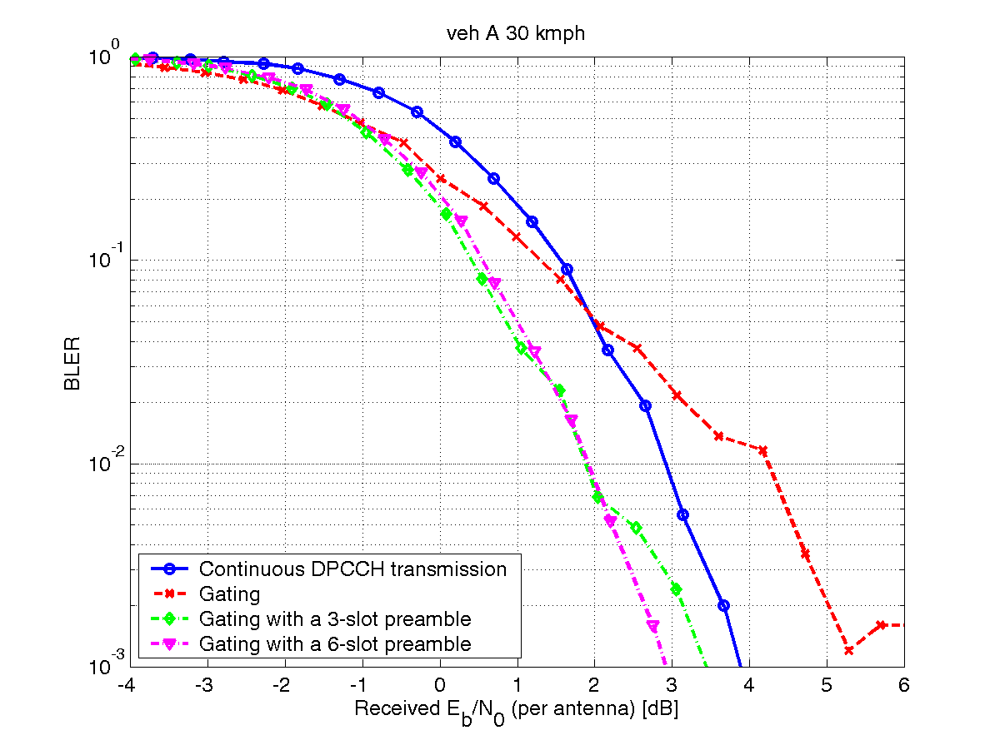 veh A 30 kmph
10^0
10^-1
10^-2
10^-3
BLER
Continuous DPCCH transmission
Gating
Gating with a 3-slot preamble
Gating with a 6-slot preamble
-4 -3 -2 -1 0 1 2 3 4 5 6
Received E_b/N_0 (per antenna) [dB]